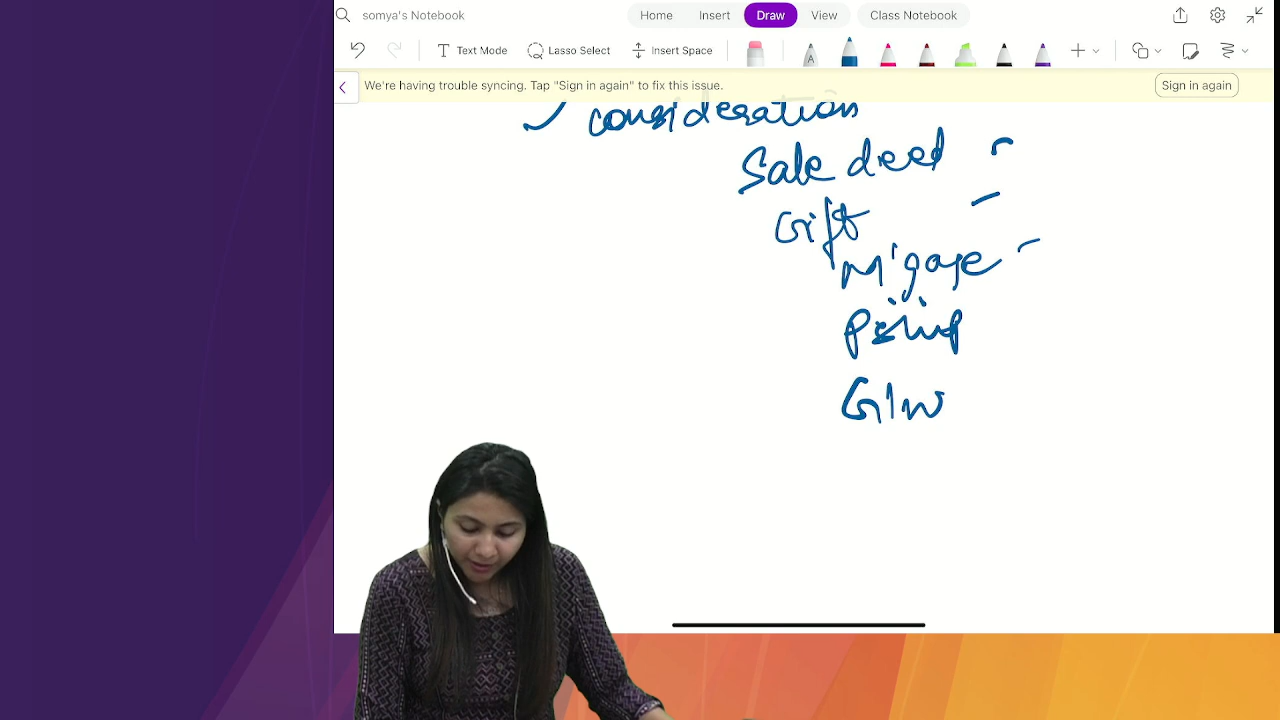 somya's Notebook Home Insert Draw View Class Notebook
Text Mode Lasso Select Insert Space
We're having trouble syncing. Tap "Sign in again" to fix this issue. Sign in again
consideration
Sale deed
Gift
M'gage